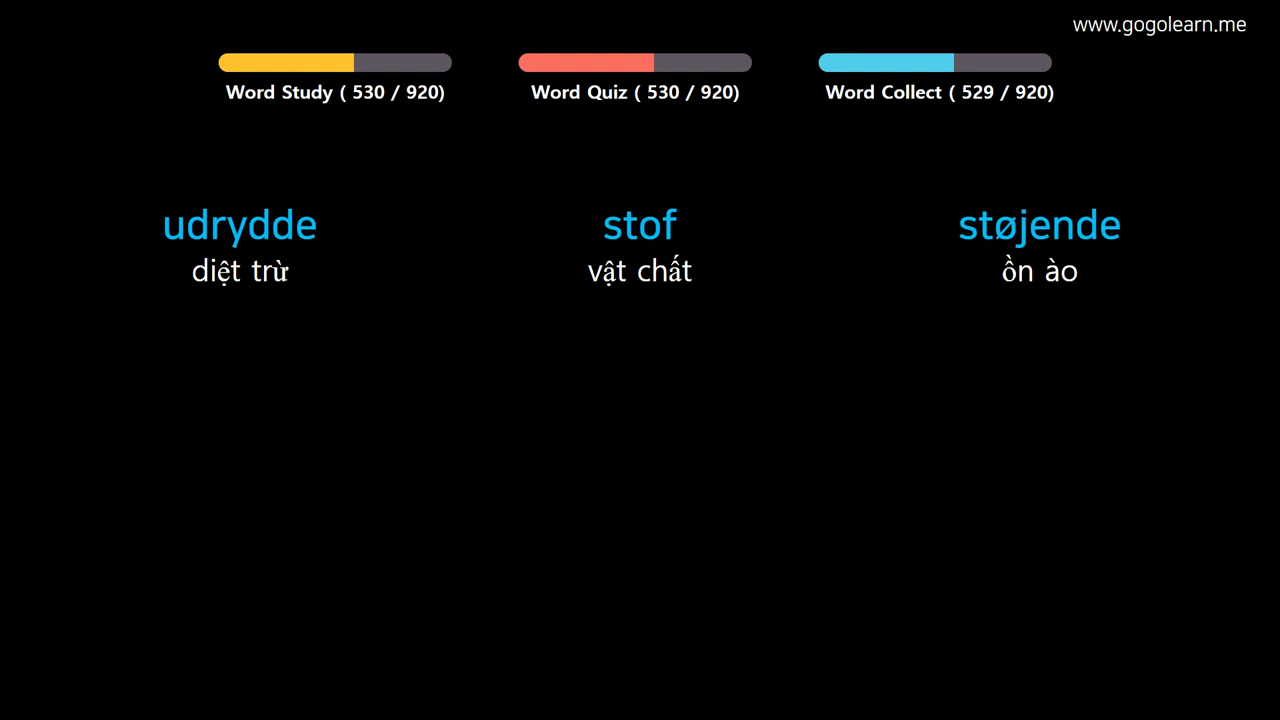 www.gogolearn.me
Word Study ( 530 / 920)
Word Quiz ( 530 / 920)
Word Collect ( 529 / 920)
udrydde
diệt trừ
stof
vật chất
støjende
ồn ào